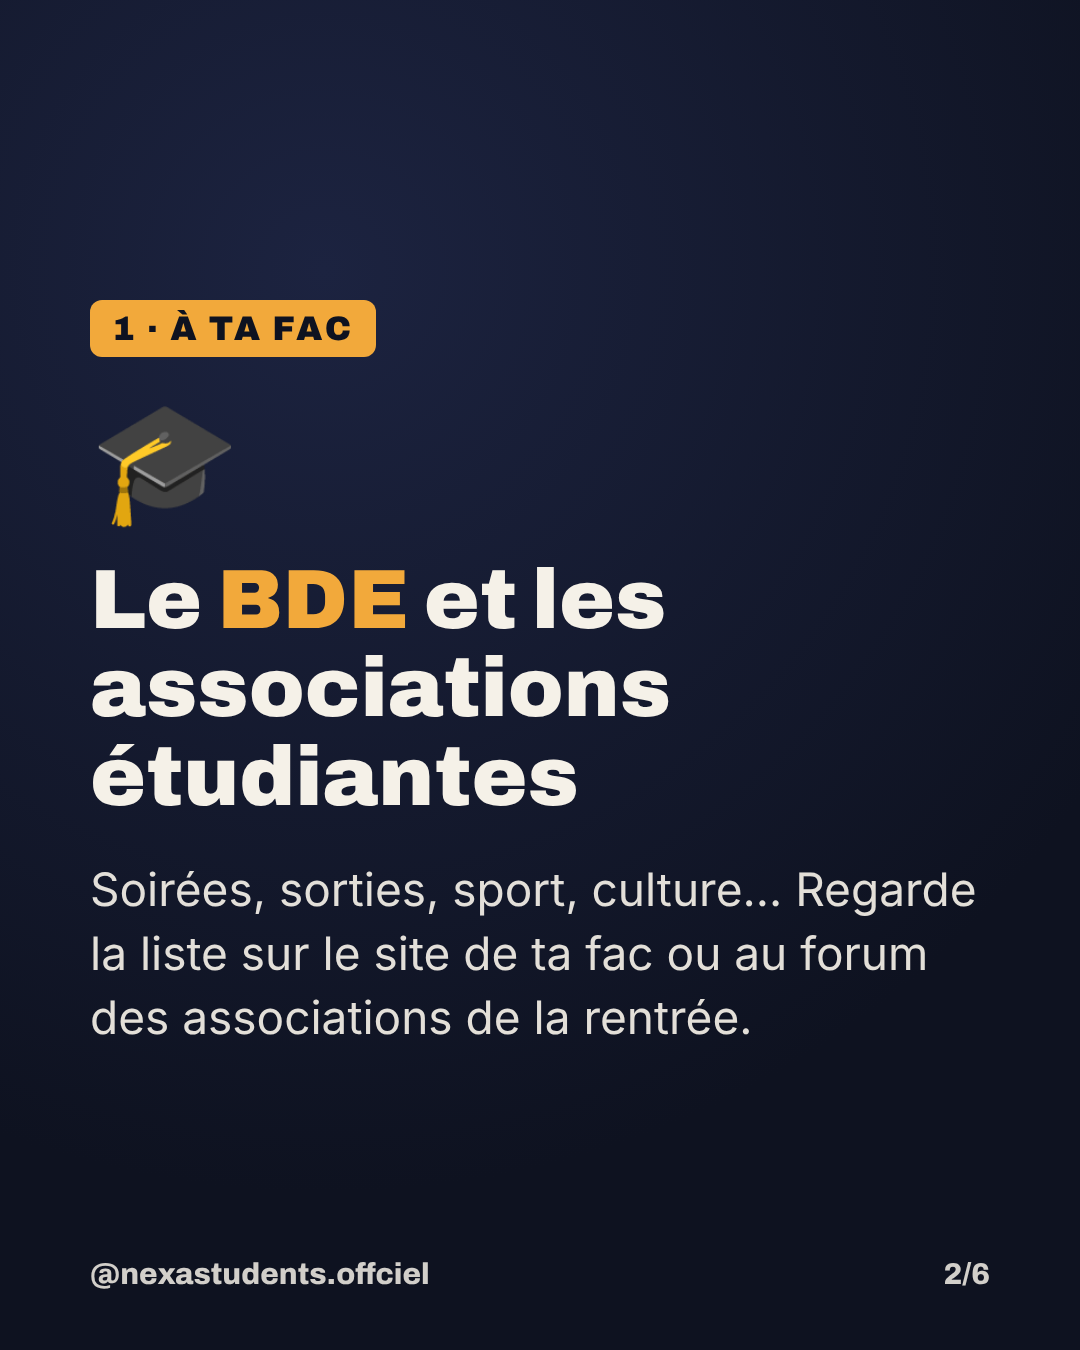 1 · À TA FAC
Le BDE et les
associations
étudiantes
Soirées, sorties, sport, culture... Regarde
la liste sur le site de ta fac ou au forum
des associations de la rentrée.
@nexastudents.offciel
2/6